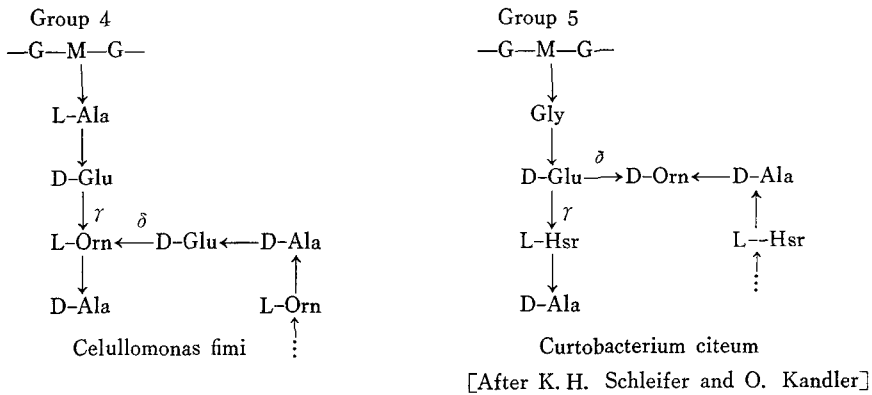 Group 4
—G—M—G—
L-Ala
D-Glu
γ
δ
L-Orn D-Glu D-Ala
D-Ala
L-Orn
Celullomonas fimi
Group 5
—G—M—G—
Gly
δ
D-Glu D-Orn D-Ala
γ
L-Hsr
L--Hsr
D-Ala
Curtobacterium citeum
[After K. H. Schleifer and O. Kandler]